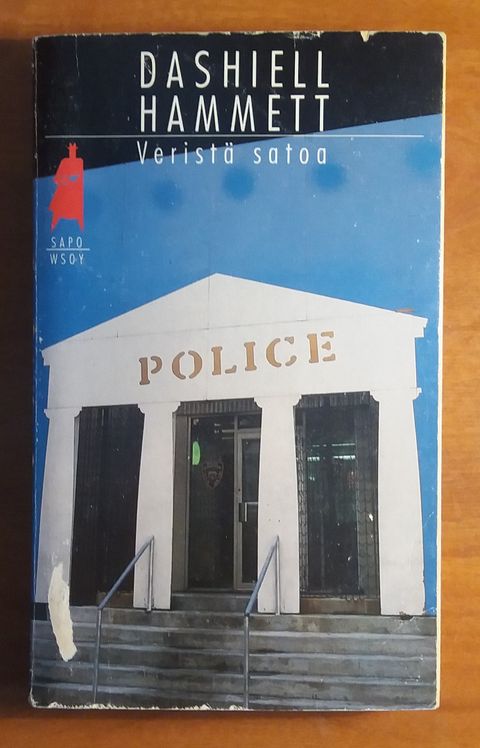 DASHIELL
HAMMETT
Veristä satoa
SAPO
WSOY
POLICE